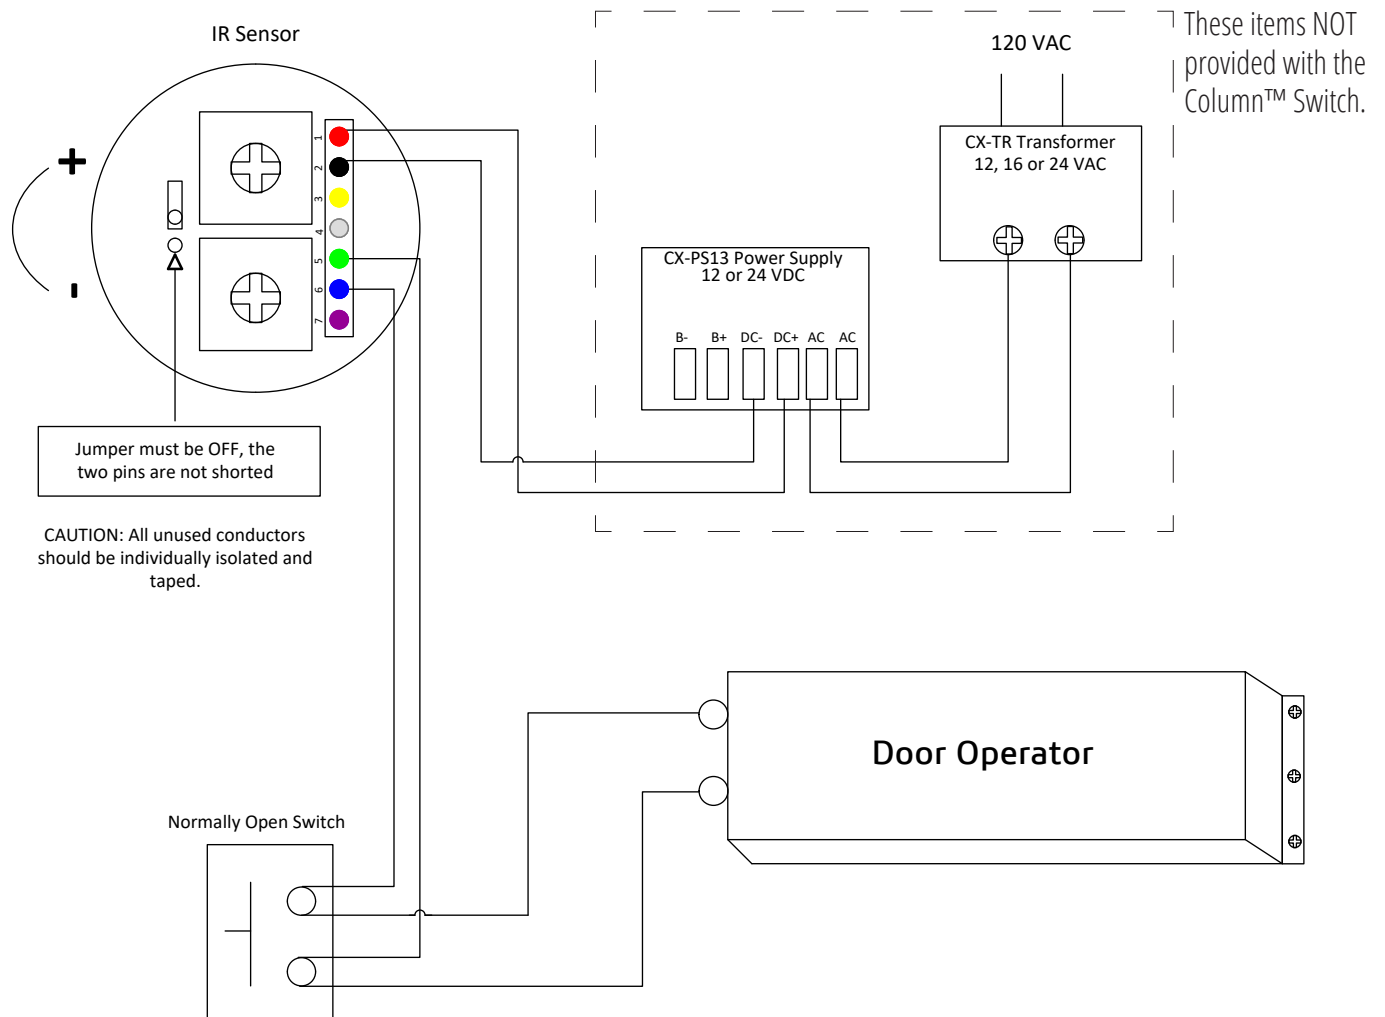 IR Sensor
120 VAC
These items NOT
provided with the
Column™ Switch.
CX-TR Transformer
12, 16 or 24 VAC
+
-
1
2
3
4
5
6
7
CX-PS13 Power Supply
12 or 24 VDC
B- B+ DC- DC+ AC AC
Jumper must be OFF, the
two pins are not shorted
CAUTION: All unused conductors
should be individually isolated and
taped.
Door Operator
Normally Open Switch